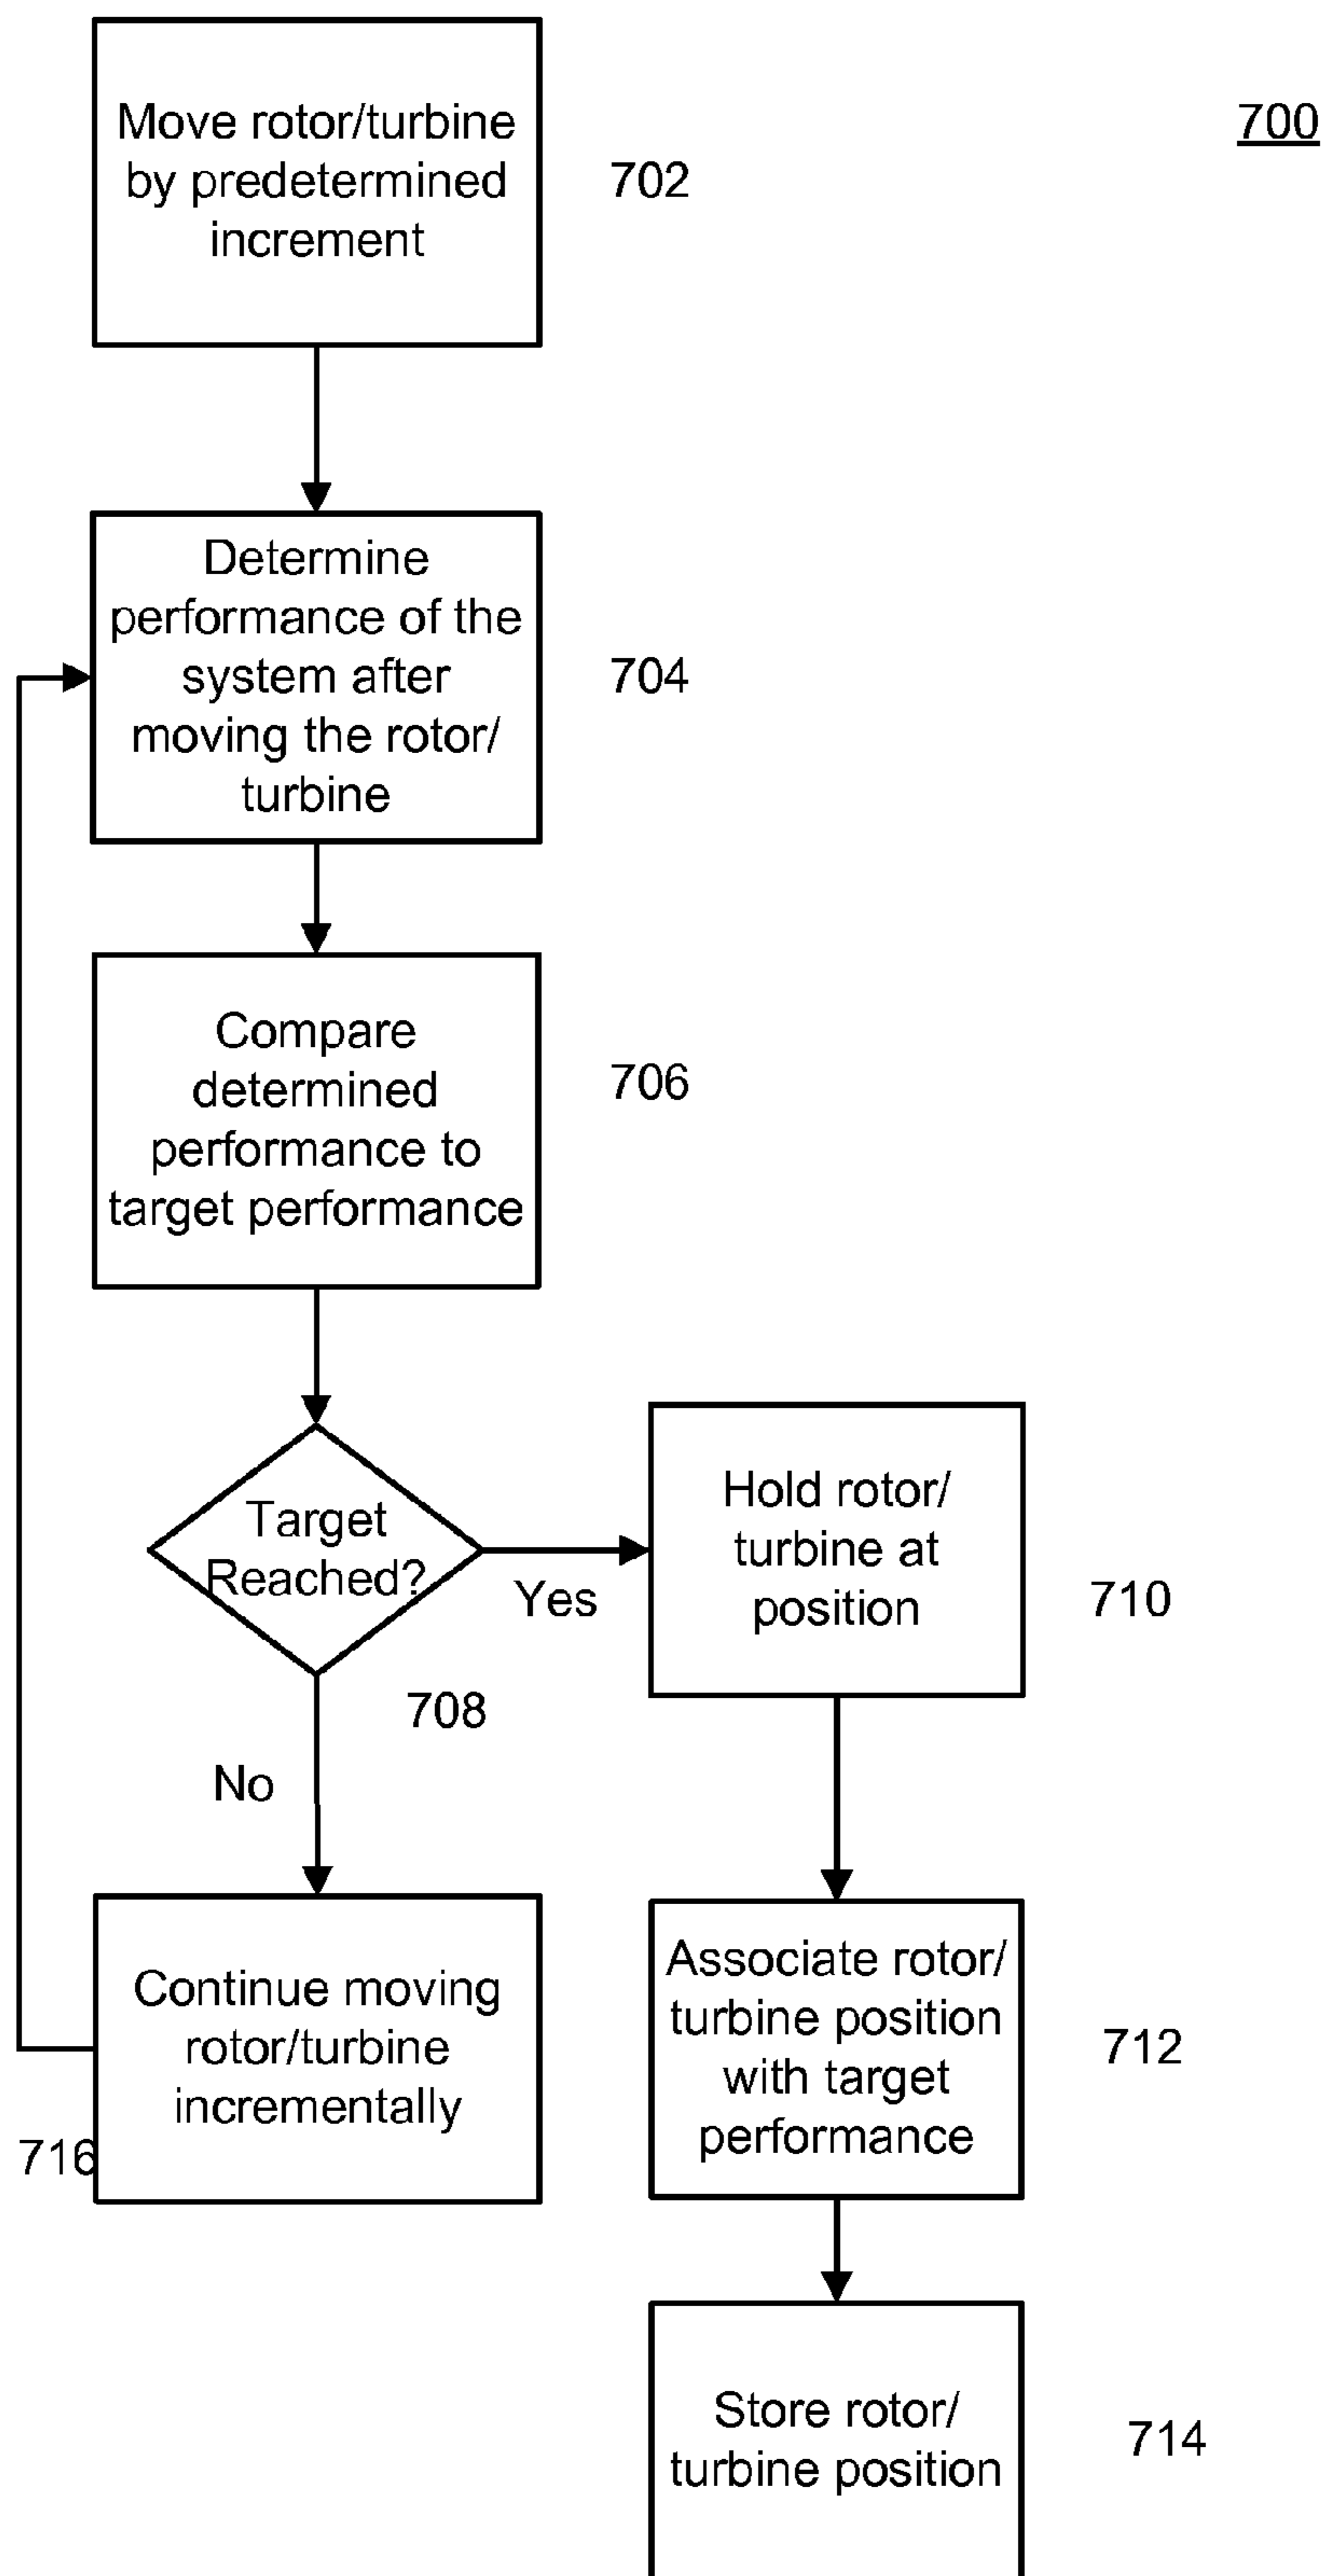 700
Move rotor/turbine
by predetermined
increment
702
Determine
performance of the
system after
moving the rotor/
turbine
704
Compare
determined
performance to
target performance
706
Target
Reached?
708
Yes
No
Hold rotor/
turbine at
position
710
Continue moving
rotor/turbine
incrementally
716
Associate rotor/
turbine position
with target
performance
712
Store rotor/
turbine position
714